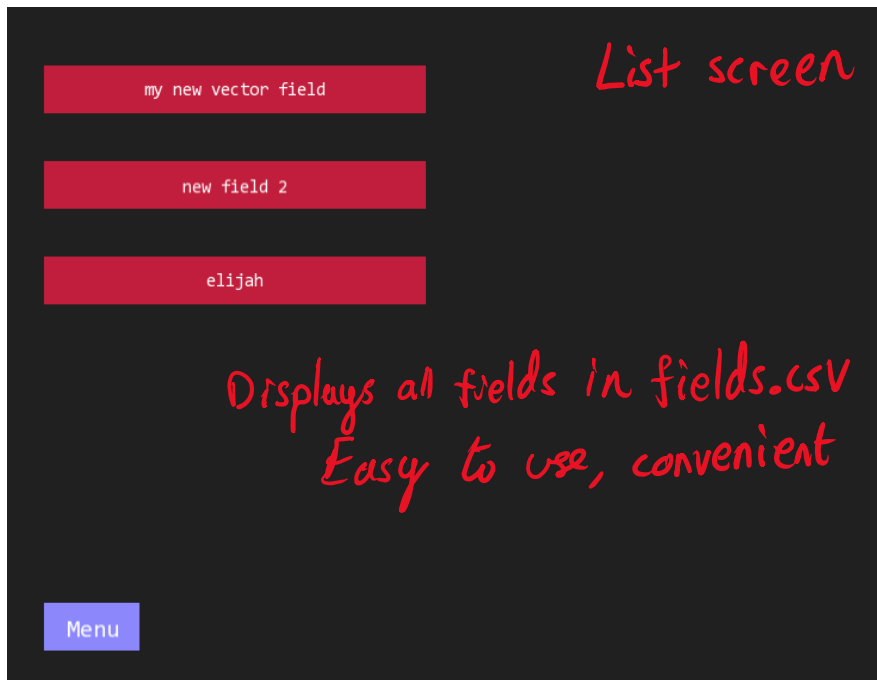 List screen
my new vector field
new field 2
elijah
Displays all fields in fields.csv
Easy to use, convenient
Menu